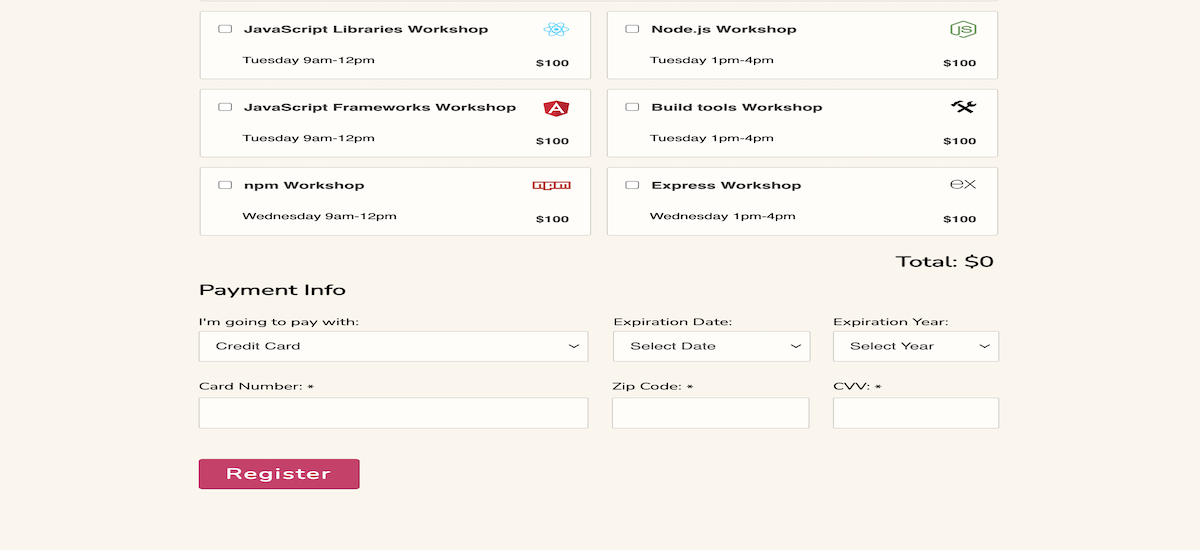 JavaScript Libraries Workshop
Tuesday 9am-12pm
$100
Node.js Workshop
JS
Tuesday 1pm-4pm
$100
JavaScript Frameworks Workshop
A
Tuesday 9am-12pm
$100
Build tools Workshop
Tuesday 1pm-4pm
$100
npm Workshop
npm
Wednesday 9am-12pm
$100
Express Workshop
ex
Wednesday 1pm-4pm
$100
Total: $0
Payment Info
I'm going to pay with:
Expiration Date:
Expiration Year:
Credit Card
Select Date
Select Year
Card Number: *
Zip Code: *
CVV: *
Register